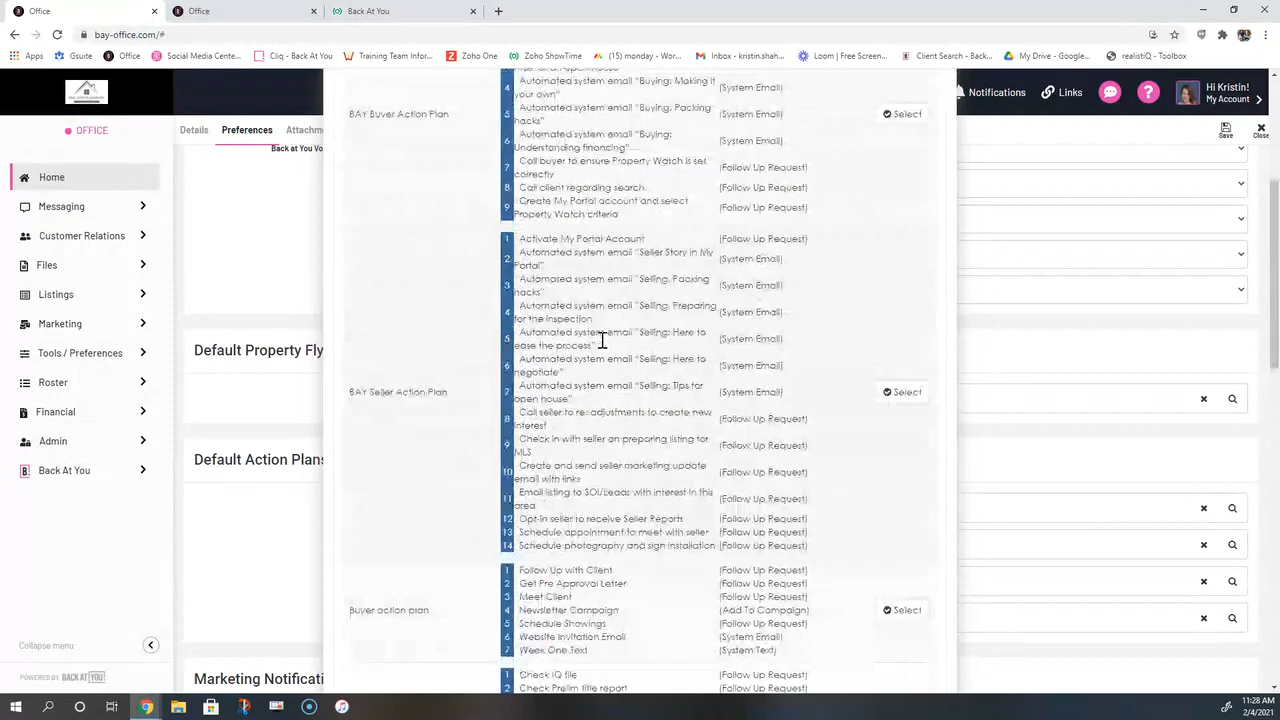 Office
Office
Back At You
bay-office.com/#
Apps
Gsuite
Office
Social Media Cente...
Cliq - Back At You
Training Team Infor...
Zoho One
Zoho ShowTime
(15) monday - Wor...
Inbox - kristin.shah...
Loom | Free Screen...
Client Search - Back...
My Drive - Google...
realistiQ - Toolbox
Notifications
Links
Hi Kristin!
My Account
OFFICE
Details
Preferences
Attachm
Save
Close
Back at You Vo
Home
Messaging
Customer Relations
Files
Listings
Marketing
Tools / Preferences
Roster
Financial
Admin
Back At You
Collapse menu
POWERED BY BACK AT YOU!
Default Property Fly
Default Action Plans
Marketing Notificati
BAY Buyer Action Plan
4 Automated system email "Buying: Making it your own" (System Email)
5 Automated system email "Buying, Packing hacks" (System Email)
6 Automated system email "Buying: Understanding financing" (System Email)
7 Call buyer to ensure Property Watch is set correctly (Follow Up Request)
8 Call client regarding search. (Follow Up Request)
9 Create My Portal account and select Property Watch criteria (Follow Up Request)
Select
BAY Seller Action Plan
1 Activate My Portal Account (Follow Up Request)
2 Automated system email "Seller Story in My Portal" (System Email)
3 Automated system email "Selling, Packing hacks" (System Email)
4 Automated system email "Selling: Preparing for the inspection (System Email)
5 Automated system email "Selling: Here to ease the process" (System Email)
6 Automated system email "Selling: Here to negotiate" (System Email)
7 Automated system email "Selling: Tips for open house" (System Email)
8 Call seller to re: adjustments to create new interest (Follow Up Request)
9 Check in with seller on preparing listing for MLS (Follow Up Request)
10 Create and send seller marketing update email with links (Follow Up Request)
11 Email listing to SOI/Leads with interest in this area (Follow Up Request)
12 Opt-in seller to receive Seller Reports (Follow Up Request)
13 Schedule appointment to meet with seller (Follow Up Request)
14 Schedule photography and sign installation (Follow Up Request)
Select
Buyer action plan
1 Follow Up with Client (Follow Up Request)
2 Get Pre Approval Letter (Follow Up Request)
3 Meet Client (Follow Up Request)
4 Newsletter Campaign (Add To Campaign)
5 Schedule Showings (Follow Up Request)
6 Website Invitation Email (System Email)
7 Week One Text (System Text)
Select
1 Check IQ file (Follow Up Request)
2 Check Prelim title report (Follow Up Request)
11:28 AM
2/4/2021